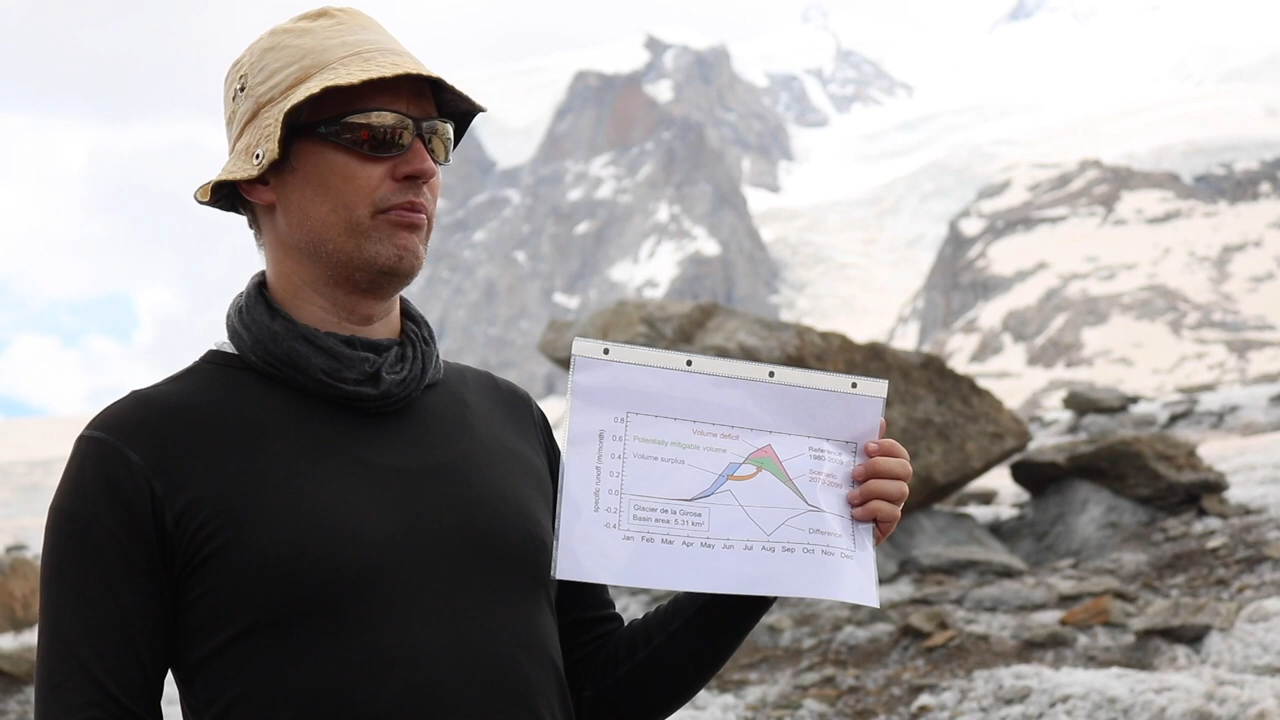 Volume deficit
Potentially mitigable volume
Volume surplus
Reference
1980-2009
Scenario
2070-2099
Difference
Glacier de la Girose
Basin area: 5.31 km²
specific runoff (m/month)
0.8
0.6
0.4
0.2
0.0
-0.2
-0.4
Jan Feb Mar Apr May Jun Jul Aug Sep Oct Nov Dec